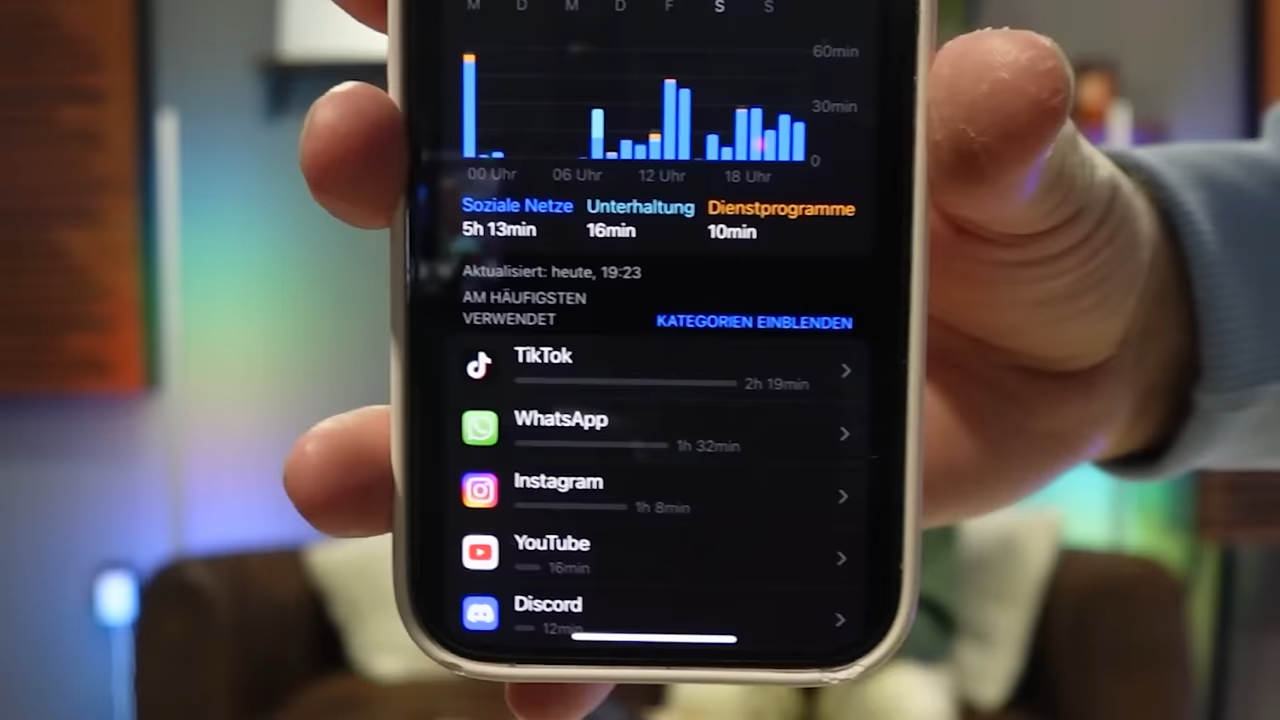 M D M D F S S
60min
30min
0
00 Uhr 06 Uhr 12 Uhr 18 Uhr
Soziale Netze Unterhaltung Dienstprogramme
5h 13min 16min 10min
Aktualisiert: heute, 19:23
AM HÄUFIGSTEN
VERWENDET KATEGORIEN EINBLENDEN
TikTok
2h 19min
WhatsApp
1h 32min
Instagram
1h 8min
YouTube
16min
Discord
12min